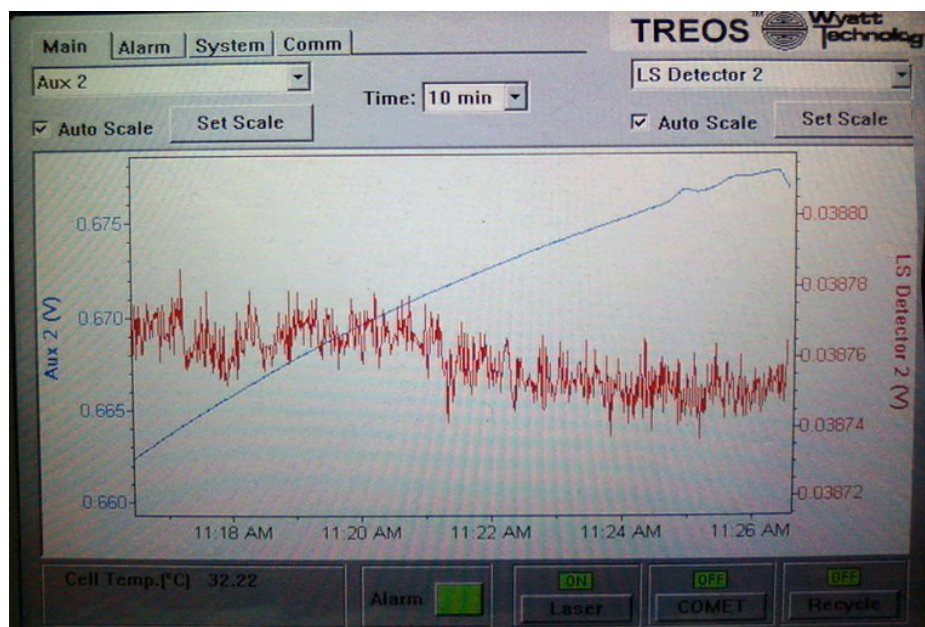 TREOS™ Wyatt Technolog
Main Alarm System Comm
Aux 2
Time: 10 min
LS Detector 2
Auto Scale Set Scale
Auto Scale Set Scale
0.675
0.670
0.665
0.660
Aux 2 (V)
0.03880
0.03878
0.03876
0.03874
0.03872
LS Detector 2 (V)
11:18 AM 11:20 AM 11:22 AM 11:24 AM 11:26 AM
Cell Temp.[°C] 32.22
Alarm
ON
Laser
OFF
COMET
OFF
Recycle